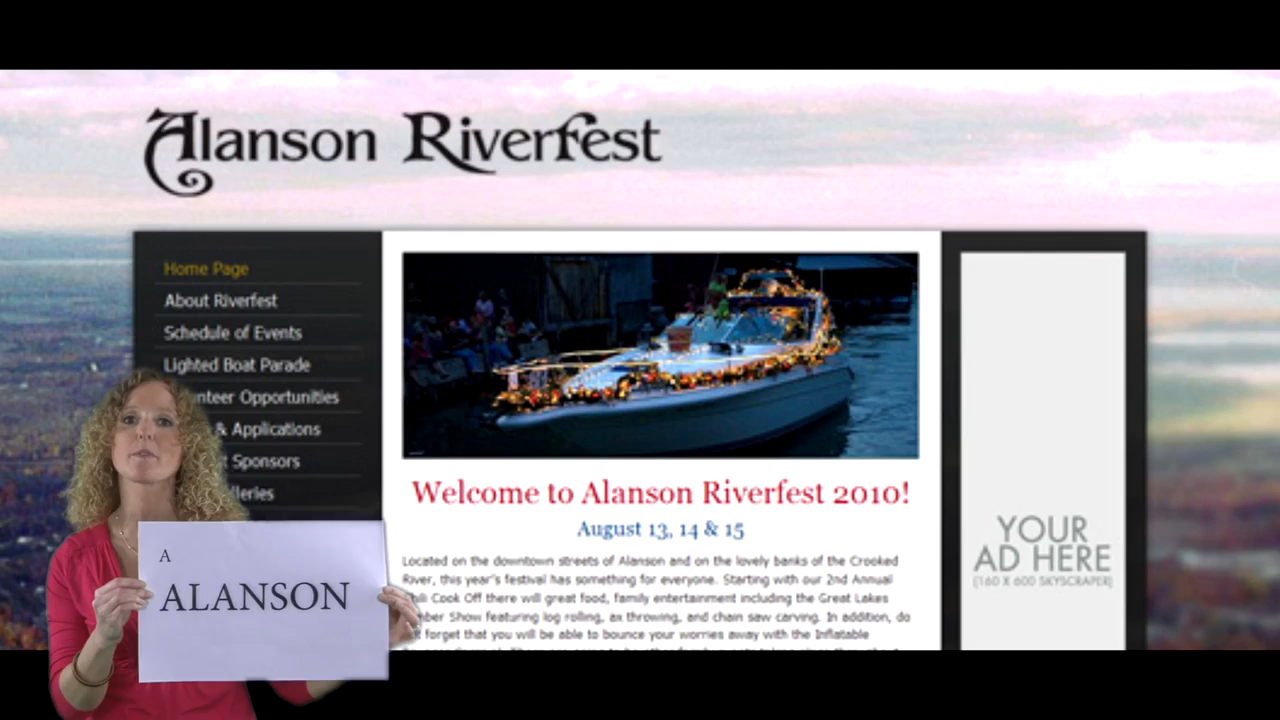 Alanson Riverfest
Home Page
About Riverfest
Schedule of Events
Lighted Boat Parade
Opportunities
& Applications
Sponsors
Welcome to Alanson Riverfest 2010!
August 13, 14 & 15
Located on the downtown streets of Alanson and on the lovely banks of the Crooked
River, this year's festival has something for everyone. Starting with our 2nd Annual
Cook Off there will great food, family entertainment including the Great Lakes
Show featuring log rolling, ax throwing, and chain saw carving. In addition, do
forget that you will be able to bounce your worries away with the Inflatable
YOUR
AD HERE
(160 X 600 SKYSCRAPER)
A
ALANSON